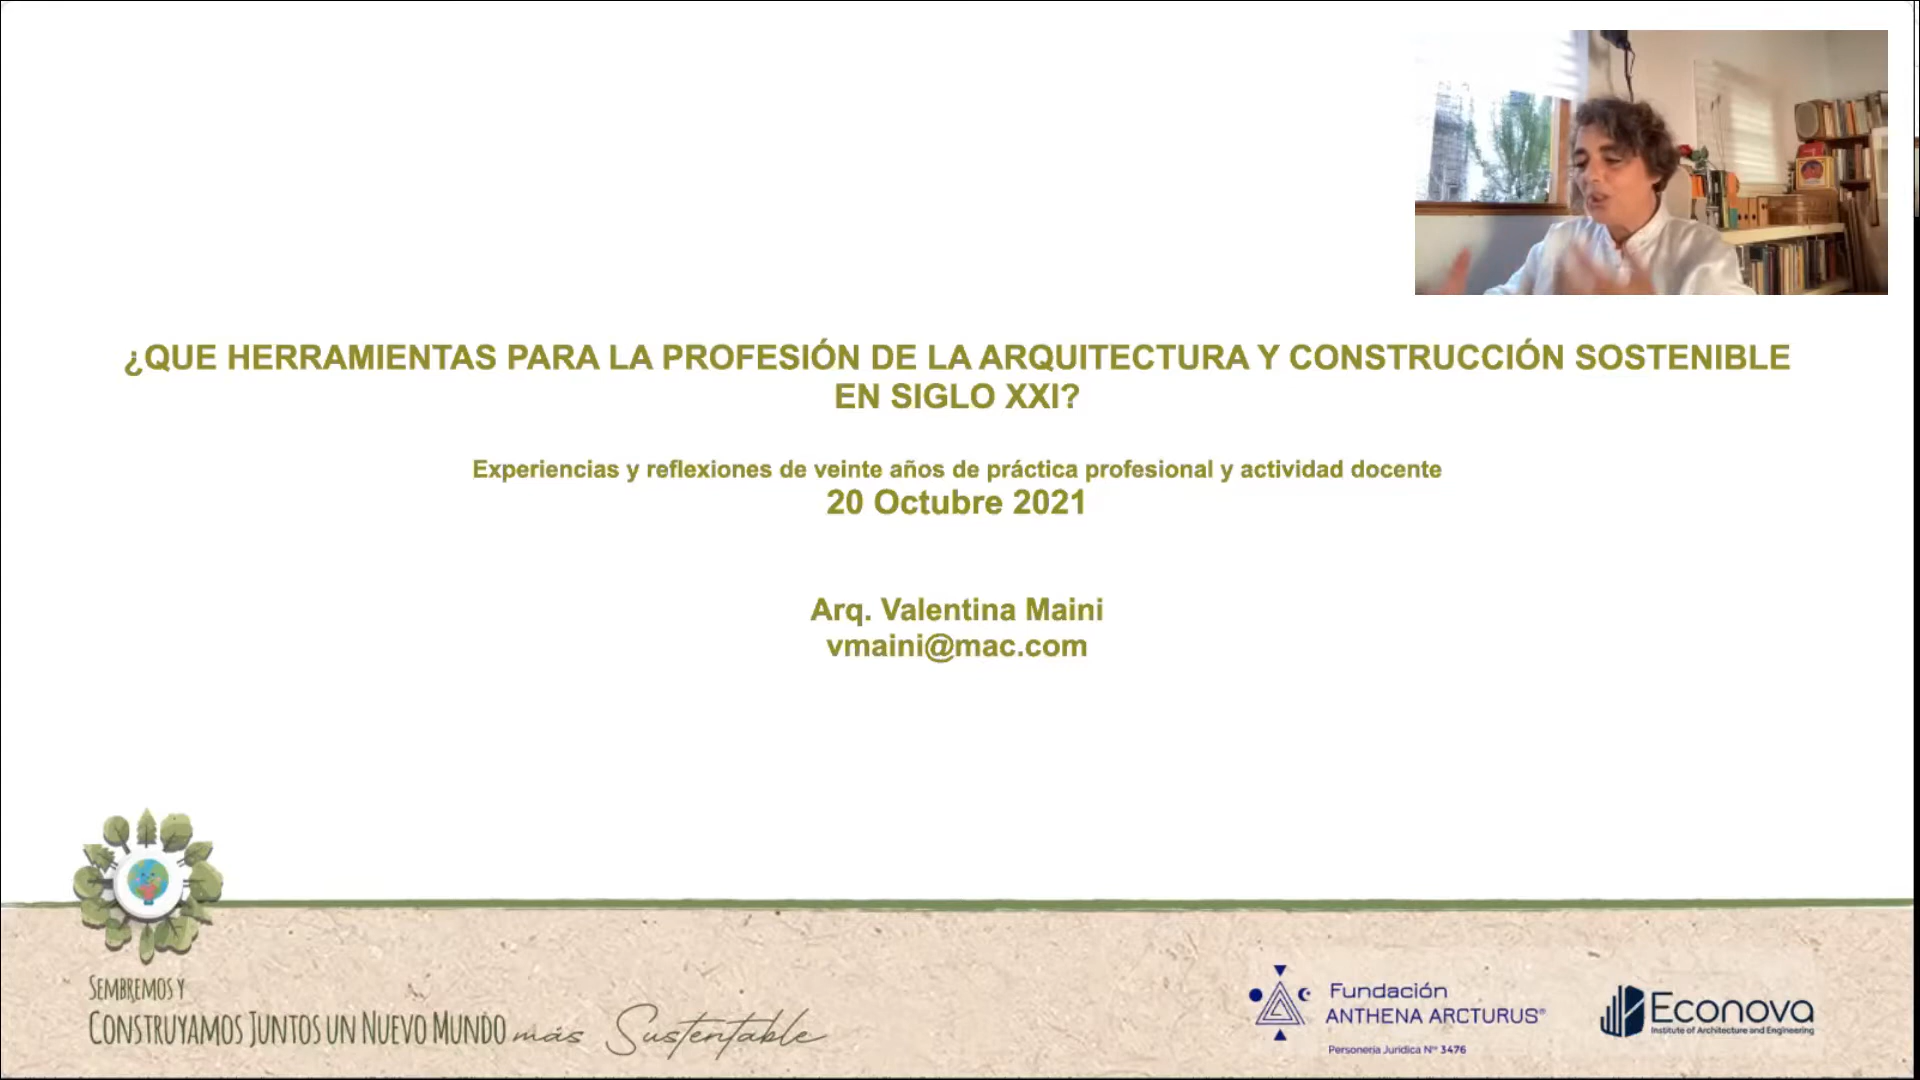 ¿QUE HERRAMIENTAS PARA LA PROFESIÓN DE LA ARQUITECTURA Y CONSTRUCCIÓN SOSTENIBLE
EN SIGLO XXI?
Experiencias y reflexiones de veinte años de práctica profesional y actividad docente
20 Octubre 2021
Arq. Valentina Maini
vmaini@mac.com
SEMBREMOS Y
CONSTRUYAMOS JUNTOS UN NUEVO MUNDO más Sustentable
Fundación
ANTHENA ARCTURUS®
Personería Jurídica Nro 3476
Econova
Institute of Architecture and Engineering